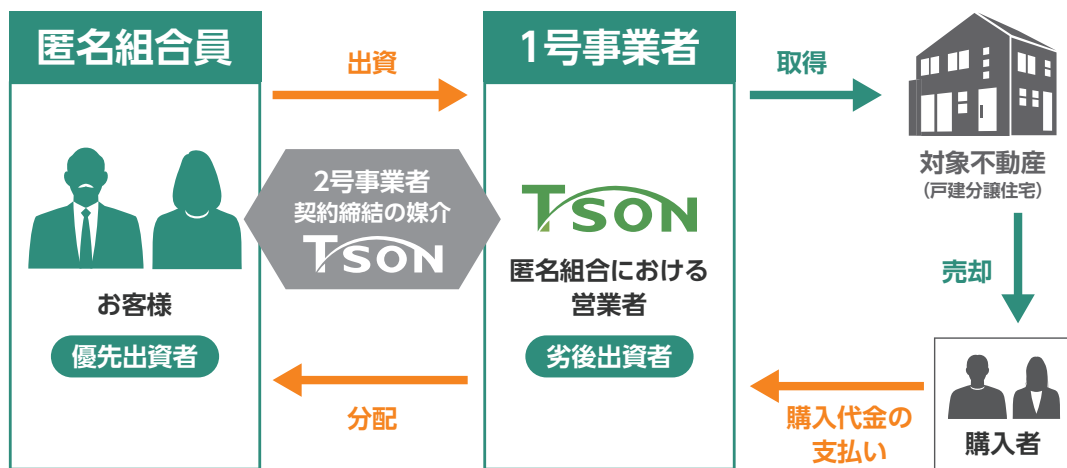 匿名組合員
出資
1号事業者
取得
対象不動産
(戸建分譲住宅)
2号事業者
契約締結の媒介
TSON
TSON
匿名組合における
営業者
お客様
優先出資者
劣後出資者
売却
分配
購入代金の
支払い
購入者